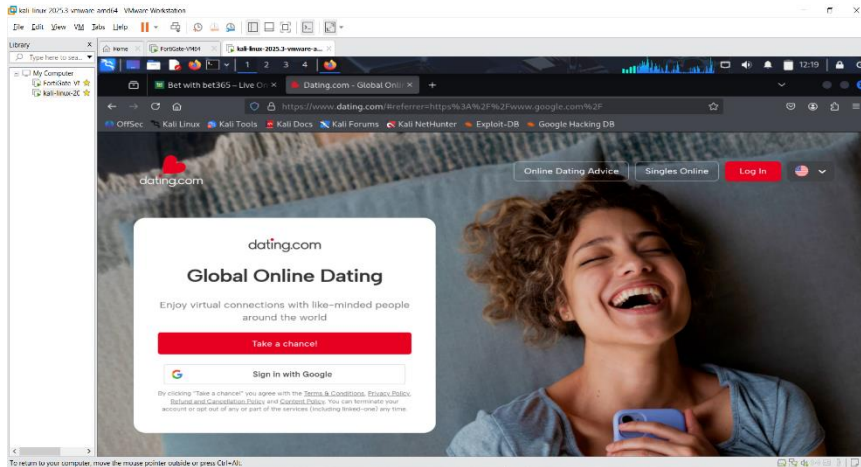 kali-linux-2025.3-vmware-amd64 - VMware Workstation
File Edit View VM Tabs Help
Library
Type here to sea...
My Computer
FortiGate-VM
kali-linux-20
Home
FortiGate-VM64
kali-linux-2025.3-vmware-a...
1 2 3 4
12:19
Bet with bet365 – Live On
Dating.com - Global Onli
https://www.dating.com/#referrer=https%3A%2F%2Fwww.google.com%2F
OffSec Kali Linux Kali Tools Kali Docs Kali Forums Kali NetHunter Exploit-DB Google Hacking DB
dating.com
Online Dating Advice
Singles Online
Log In
dating.com
Global Online Dating
Enjoy virtual connections with like-minded people
around the world
Take a chance!
Sign in with Google
By clicking "Take a chance!" you agree with the Terms & Conditions, Privacy Policy,
Refund and Cancellation Policy and Content Policy. You can terminate your
account or opt out of any or part of the services (including linked-one) any time.
To return to your computer, move the mouse pointer outside or press Ctrl+Alt.